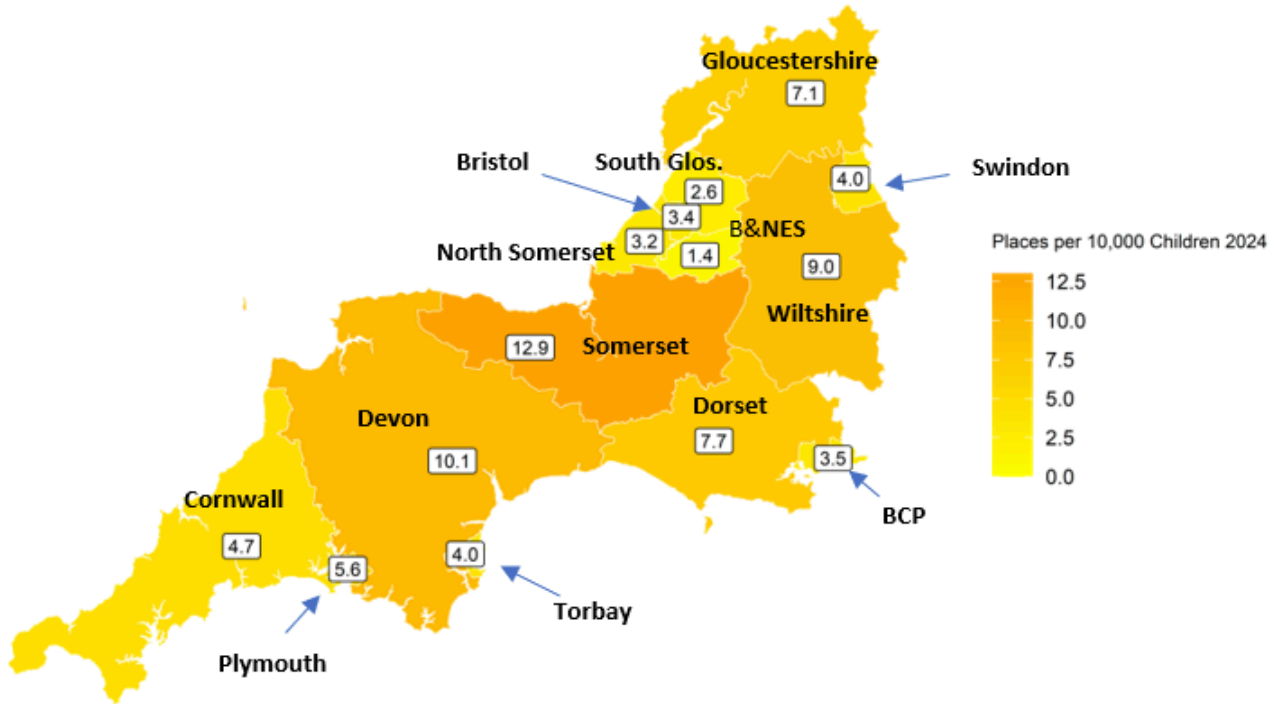 Gloucestershire
7.1
Bristol
South Glos.
Swindon
4.0
2.6
3.4
B&NES
3.2
North Somerset
1.4
9.0
Wiltshire
Places per 10,000 Children 2024
12.5
10.0
7.5
5.0
2.5
0.0
12.9
Somerset
Devon
Dorset
7.7
10.1
3.5
BCP
Cornwall
4.7
5.6
4.0
Torbay
Plymouth